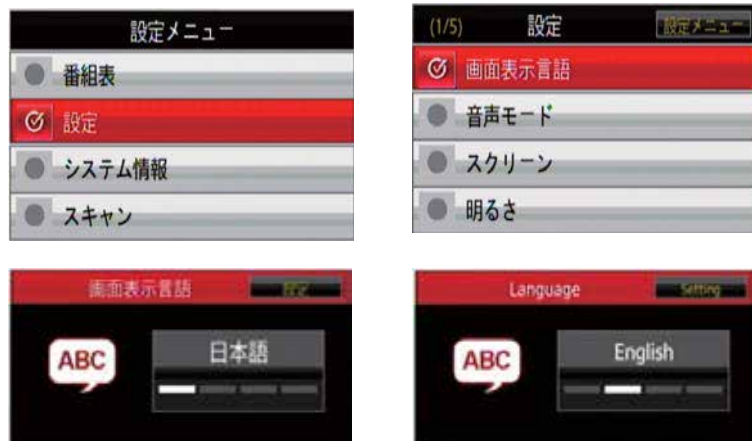 設定メニュー
番組表
設定
システム情報
スキャン
(1/5) 設定 設定メニュー
画面表示言語
音声モード
スクリーン
明るさ
画面表示言語 設定
ABC
日本語
Language Setting
ABC
English